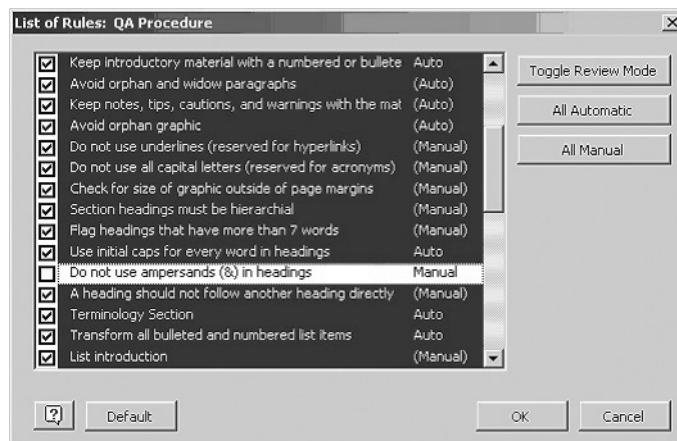 List of Rules: QA Procedure
Keep introductory material with a numbered or bullete Auto
Avoid orphan and widow paragraphs (Auto)
Keep notes, tips, cautions, and warnings with the mat (Auto)
Avoid orphan graphic (Auto)
Do not use underlines (reserved for hyperlinks) (Manual)
Do not use all capital letters (reserved for acronyms) (Manual)
Check for size of graphic outside of page margins (Manual)
Section headings must be hierarchial (Manual)
Flag headings that have more than 7 words (Manual)
Use initial caps for every word in headings Auto
Do not use ampersands (&) in headings Manual
A heading should not follow another heading directly (Manual)
Terminology Section Auto
Transform all bulleted and numbered list items Auto
List introduction (Manual)
Toggle Review Mode
All Automatic
All Manual
Default
OK
Cancel